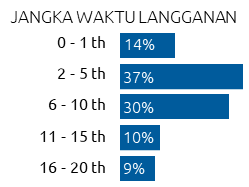 JANGKA WAKTU LANGGANAN
0 - 1 th 14%
2 - 5 th 37%
6 - 10 th 30%
11 - 15 th 10%
16 - 20 th 9%